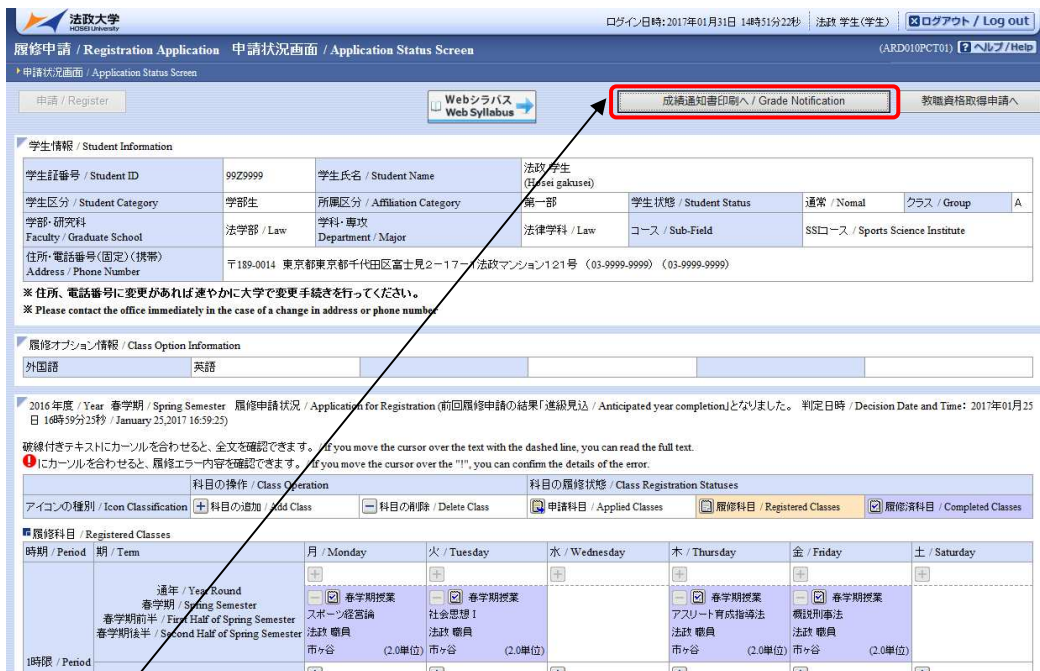 法政大学
HOSEI University
ログイン日時:2017年01月31日 14時51分22秒 法政 学生(学生) ログアウト / Log out
履修申請 / Registration Application 申請状況画面 / Application Status Screen (ARD010PCT01) ヘルプ/Help
申請状況画面 / Application Status Screen
申請 / Register
Webシラバス
Web Syllabus
成績通知書印刷へ / Grade Notification
教職資格取得申請へ
学生情報 / Student Information
学生証番号 / Student ID 99Z9999 学生氏名 / Student Name 法政 学生
(Hosei gakusei)
学生区分 / Student Category 学部生 所属区分 / Affiliation Category 第一部 学生状態 / Student Status 通常 / Nomal クラス / Group A
学部・研究科
Faculty / Graduate School 法学部 / Law 学科・専攻
Department / Major 法律学科 / Law コース / Sub-Field SSIコース / Sports Science Institute
住所・電話番号(固定)(携帯)
Address / Phone Number 〒189-0014 東京都東京都千代田区富士見2-17-1法政マンション121号 (03-9999-9999) (03-9999-9999)
※ 住所、電話番号に変更があれば速やかに大学で変更手続きを行ってください。
※ Please contact the office immediately in the case of a change in address or phone number
履修オプション情報 / Class Option Information
外国語 英語
2016 年度 / Year 春学期 / Spring Semester 履修申請状況 / Application for Registration (前回履修申請の結果「進級見込 / Anticipated year completion」となりました。 判定日時 / Decision Date and Time: 2017年01月25
日 16時59分25秒 / January 25,2017 16:59:25)
破線付きテキストにカーソルを合わせると、全文を確認できます。 / If you move the cursor over the text with the dashed line, you can read the full text.
にカーソルを合わせると、履修エラー内容を確認できます。 / If you move the cursor over the "!", you can confirm the details of the error.
科目の操作 / Class Operation 科目の履修状態 / Class Registration Statuses
アイコンの種別 / Icon Classification + 科目の追加 / Add Class − 科目の削除 / Delete Class 申請科目 / Applied Classes 履修科目 / Registered Classes 履修済科目 / Completed Classes
履修科目 / Registered Classes
時期 / Period 期 / Term 月 / Monday 火 / Tuesday 水 / Wednesday 木 / Thursday 金 / Friday 土 / Saturday
1時限 / Period
通年 / Year Round
春学期 / Spring Semester
春学期前半 / First Half of Spring Semester
春学期後半 / Second Half of Spring Semester
春学期授業
スポーツ経営論
法政 職員
市ヶ谷 (2.0単位)
春学期授業
社会思想Ⅰ
法政 職員
市ヶ谷 (2.0単位)
春学期授業
アスリート育成指導法
法政 職員
市ヶ谷 (2.0単位)
春学期授業
概説刑事法
法政 職員
市ヶ谷 (2.0単位)